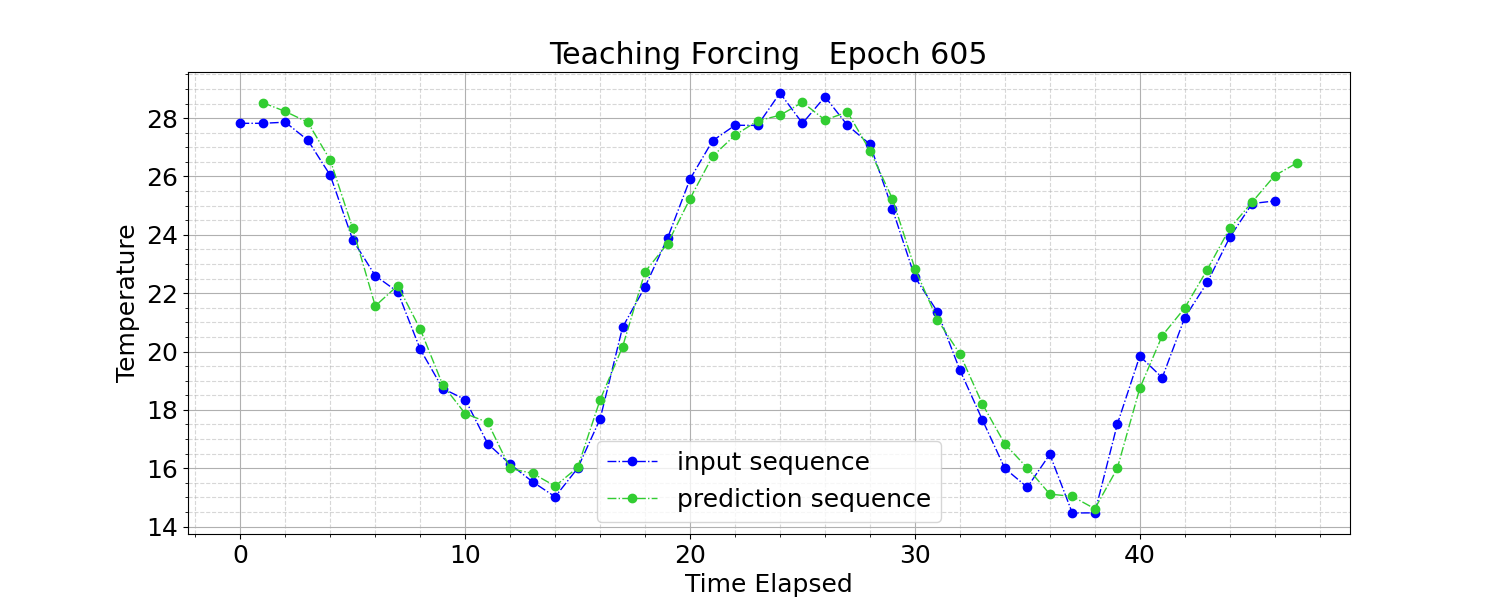 Teaching Forcing   Epoch 605
28
26
24
22
20
18
16
14
Temperature
input sequence
prediction sequence
0 10 20 30 40
Time Elapsed